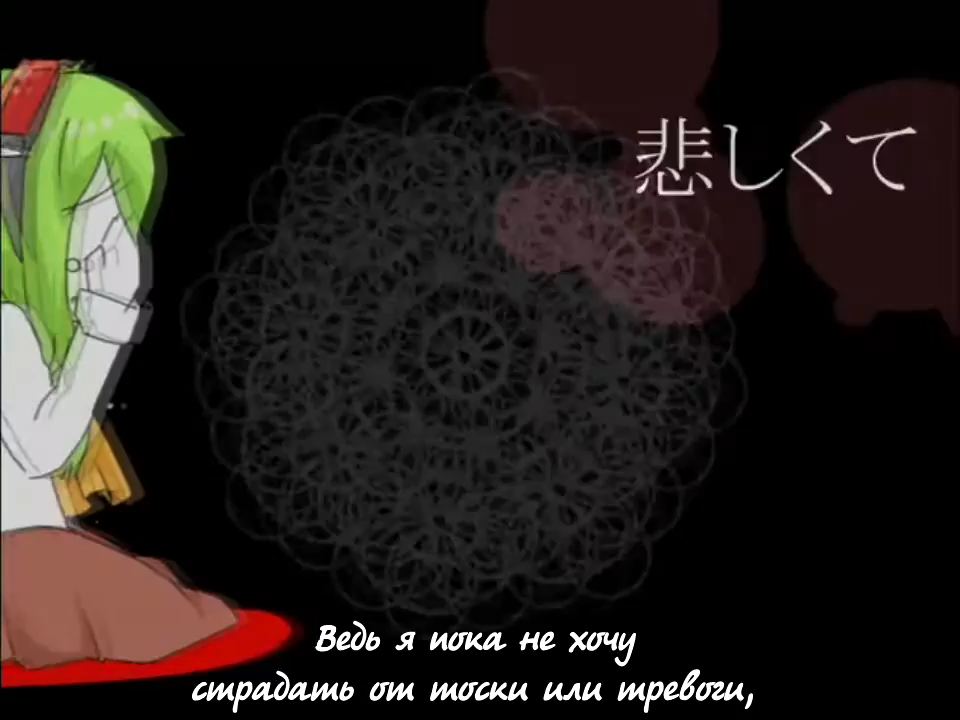 悲しくて
Ведь я пока не хочу
страдать от тоски или тревоги,